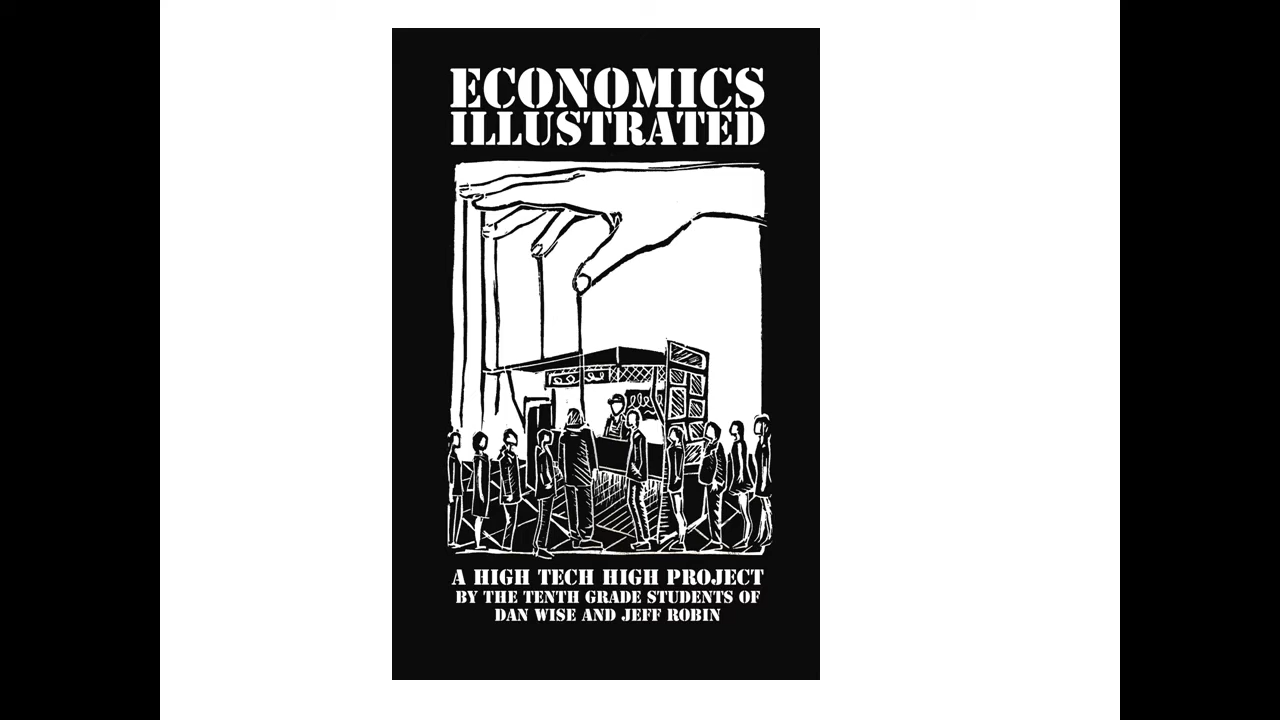 ECONOMICS
ILLUSTRATED
A HIGH TECH HIGH PROJECT
BY THE TENTH GRADE STUDENTS OF
DAN WISE AND JEFF ROBIN